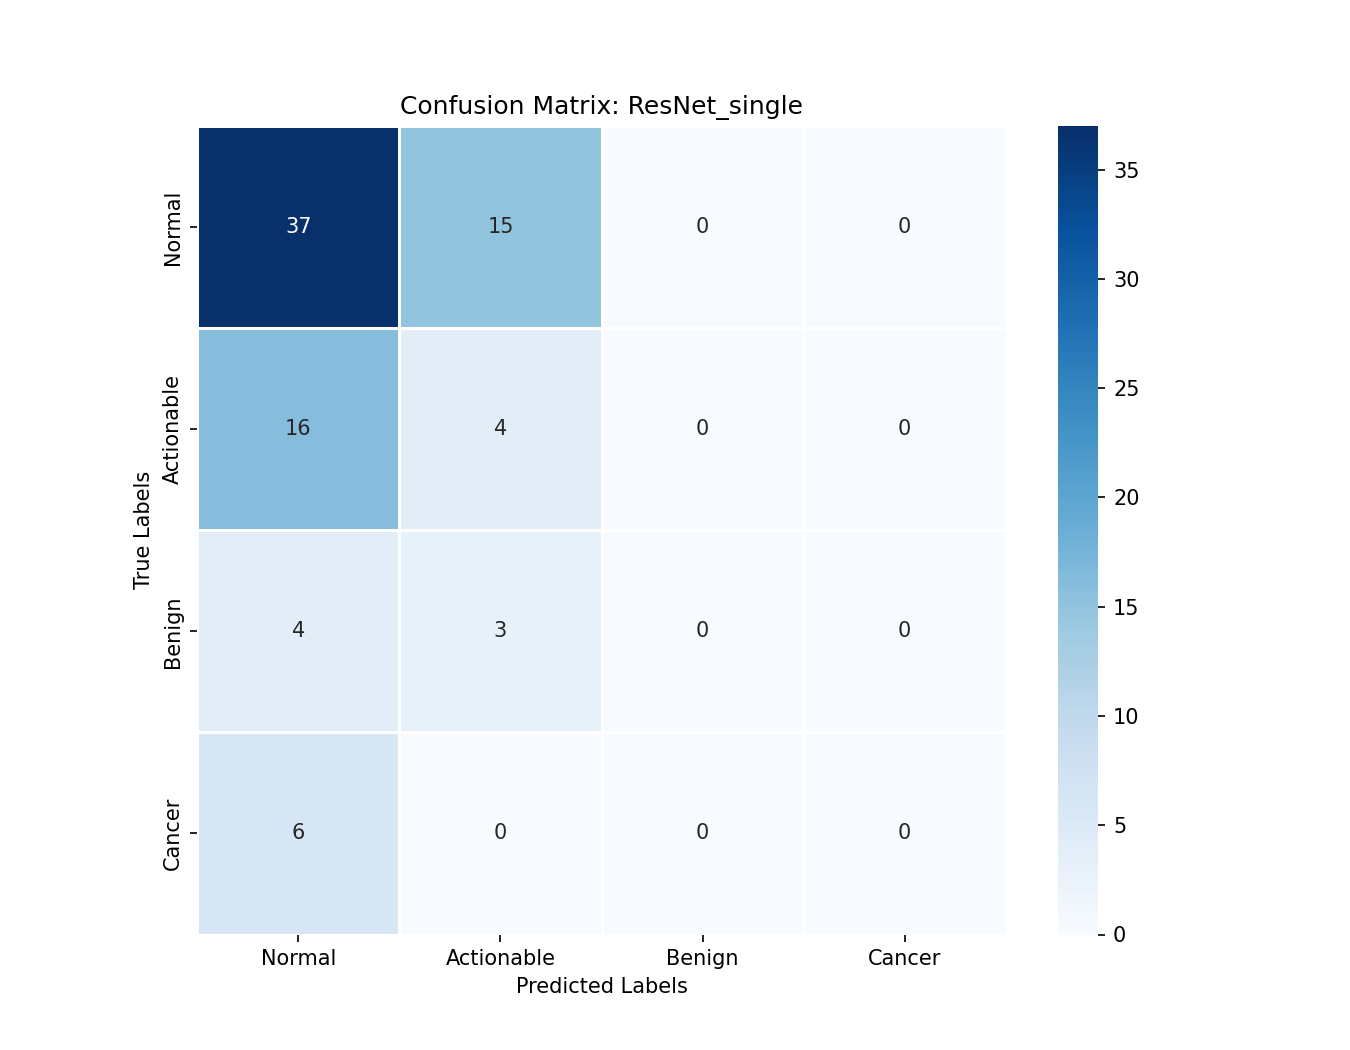 Confusion Matrix: ResNet_single
True Labels
Normal
37 15 0 0
Actionable
16 4 0 0
Benign
4 3 0 0
Cancer
6 0 0 0
Normal Actionable Benign Cancer
Predicted Labels
35
30
25
20
15
10
5
0